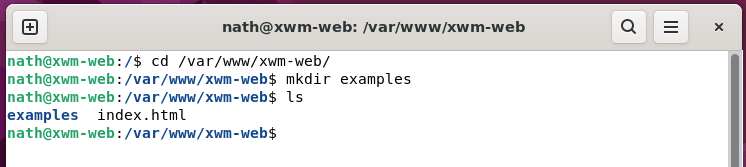 nath@xwm-web: /var/www/xwm-web
nath@xwm-web:/$ cd /var/www/xwm-web/
nath@xwm-web:/var/www/xwm-web$ mkdir examples
nath@xwm-web:/var/www/xwm-web$ ls
examples  index.html
nath@xwm-web:/var/www/xwm-web$